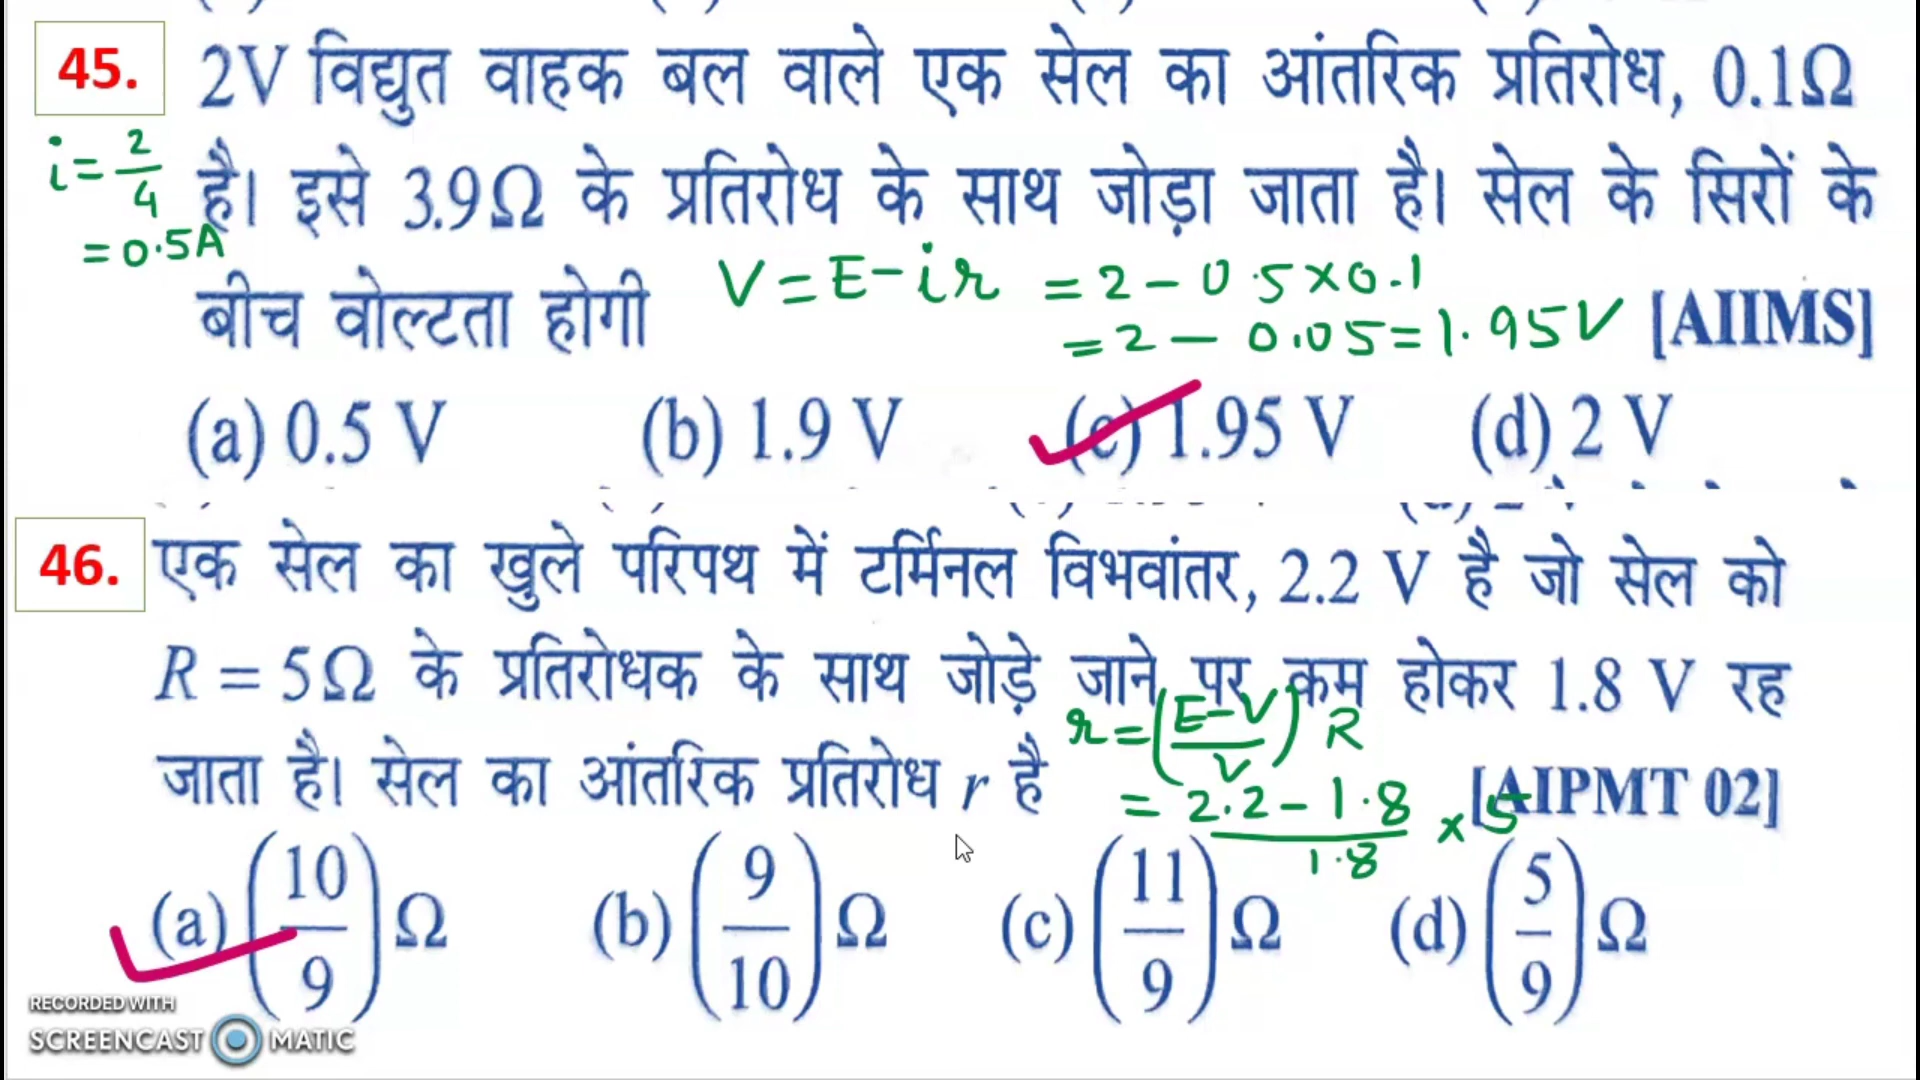 45. 2V विद्युत वाहक बल वाले एक सेल का आंतरिक प्रतिरोध, 0.1Ω
i = 2/4
है। इसे 3.9Ω के प्रतिरोध के साथ जोड़ा जाता है। सेल के सिरों के
= 0.5A
बीच वोल्टता होगी V = E - ir = 2 - 0.5 × 0.1
= 2 - 0.05 = 1.95V [AIIMS]
(a) 0.5 V (b) 1.9 V (c) 1.95 V (d) 2 V
46. एक सेल का खुले परिपथ में टर्मिनल विभवांतर, 2.2 V है जो सेल को
R = 5Ω के प्रतिरोधक के साथ जोड़े जाने पर कम होकर 1.8 V रह
r = (E-V/V) R
जाता है। सेल का आंतरिक प्रतिरोध r है [AIPMT 02]
= 2.2 - 1.8/1.8 × 5
(a) (10/9) Ω (b) (9/10) Ω (c) (11/9) Ω (d) (5/9) Ω
RECORDED WITH
SCREENCAST MATIC